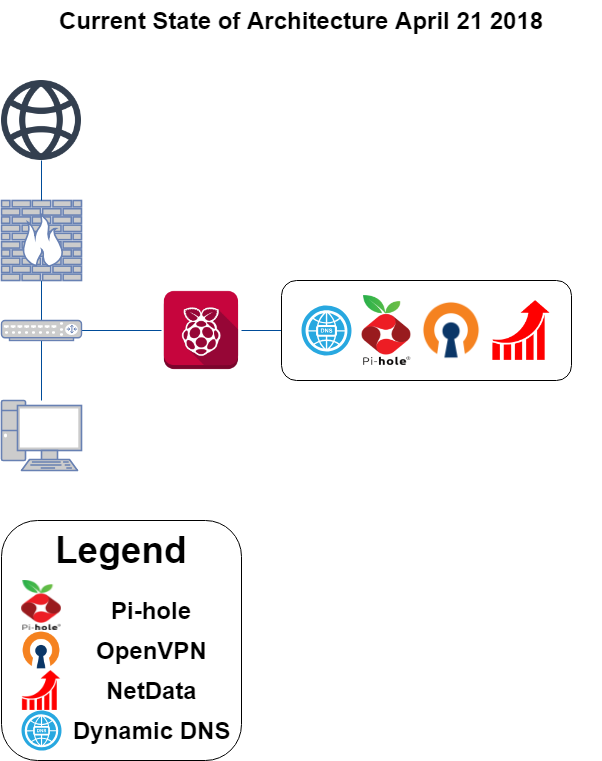 Current State of Architecture April 21 2018
DNS
Pi-hole®
Legend
Pi-hole®
Pi-hole
OpenVPN
NetData
DNS
Dynamic DNS